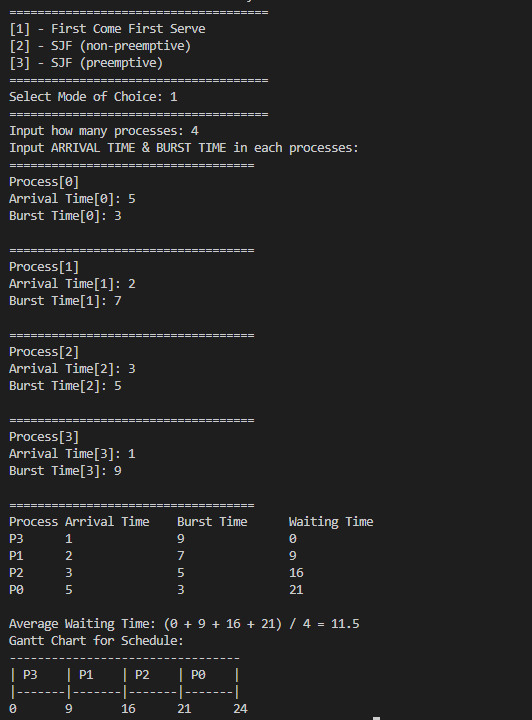 =====================================
[1] - First Come First Serve
[2] - SJF (non-preemptive)
[3] - SJF (preemptive)
=====================================
Select Mode of Choice: 1
=====================================
Input how many processes: 4
Input ARRIVAL TIME & BURST TIME in each processes:
===================================
Process[0]
Arrival Time[0]: 5
Burst Time[0]: 3

===================================
Process[1]
Arrival Time[1]: 2
Burst Time[1]: 7

===================================
Process[2]
Arrival Time[2]: 3
Burst Time[2]: 5

===================================
Process[3]
Arrival Time[3]: 1
Burst Time[3]: 9

===================================
Process Arrival Time    Burst Time      Waiting Time
P3      1               9               0
P1      2               7               9
P2      3               5               16
P0      5               3               21

Average Waiting Time: (0 + 9 + 16 + 21) / 4 = 11.5
Gantt Chart for Schedule:
---------------------------------
| P3    | P1    | P2    | P0    |
|-------|-------|-------|-------|
0       9       16      21      24